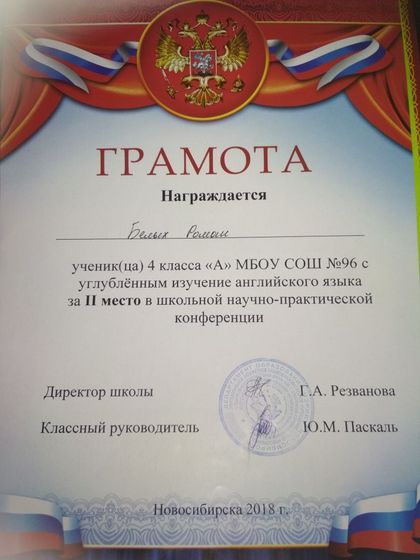 ГРАМОТА
Награждается
Белых Роман
ученик(ца) 4 класса «А» МБОУ СОШ №96 с
углублённым изучение английского языка
за II место в школьной научно-практической
конференции
Директор школы Г.А. Резванова
Классный руководитель Ю.М. Паскаль
Новосибирска 2018 г.